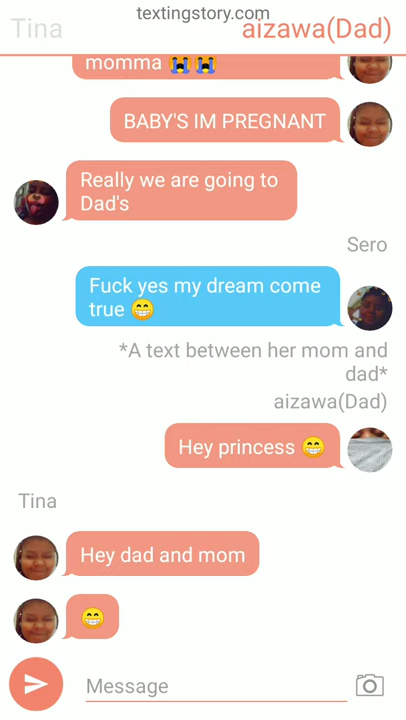 textingstory.com
Tina
aizawa(Dad)
momma 😭😭
BABY'S IM PREGNANT
Really we are going to
Dad's
Sero
Fuck yes my dream come
true 😁
*A text between her mom and
dad*
aizawa(Dad)
Hey princess 😁
Tina
Hey dad and mom
😁
Message